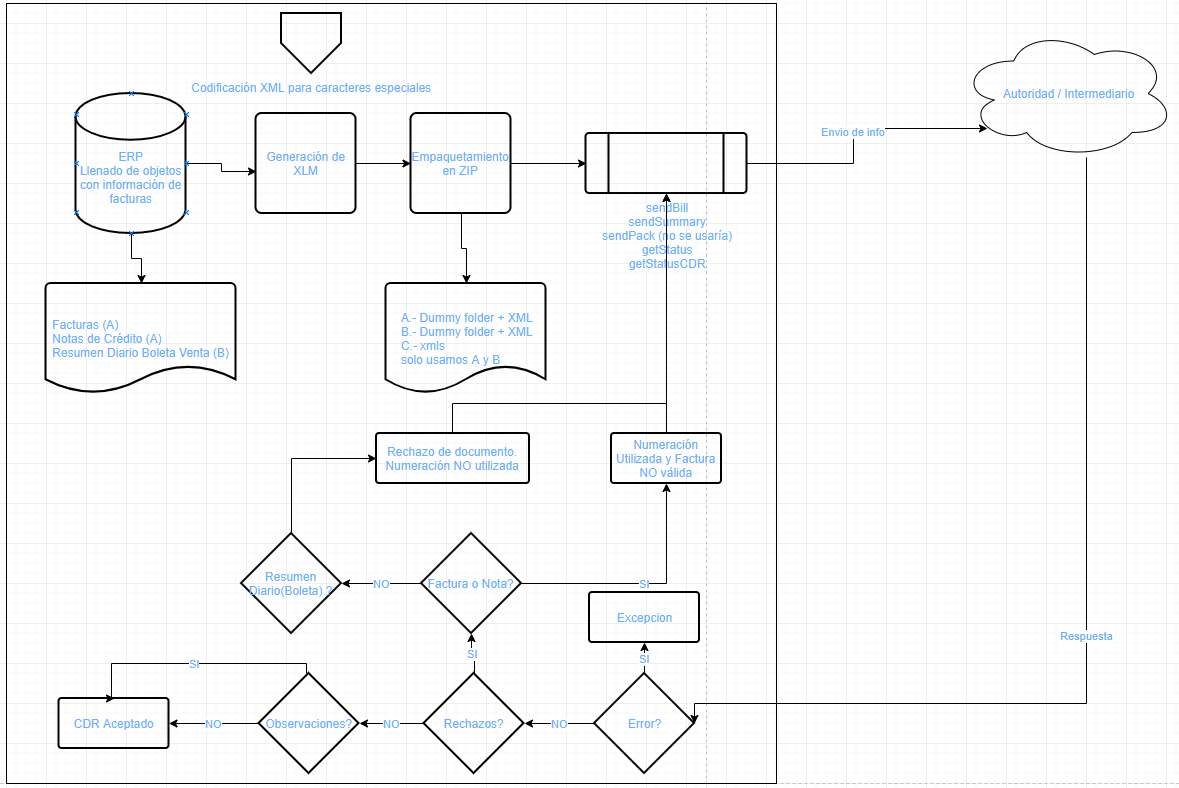 Codificación XML para caracteres especiales
ERP
Llenado de objetos
con información de
facturas
Generación de
XLM
Empaquetamiento
en ZIP
sendBill
sendSummary
sendPack (no se usaría)
getStatus
getStatusCDR
Envio de info
Autoridad / Intermediario
Facturas (A)
Notas de Crédito (A)
Resumen Diario Boleta Venta (B)
A.- Dummy folder + XML
B.- Dummy folder + XML
C.- xmls
solo usamos A y B
Rechazo de documento.
Numeración NO utilizada
Numeración
Utilizada y Factura
NO válida
Resumen
Diario(Boleta) ?
NO
Factura o Nota?
SI
Excepcion
SI
SI
SI
Respuesta
CDR Aceptado
NO
Observaciones?
NO
Rechazos?
NO
Error?